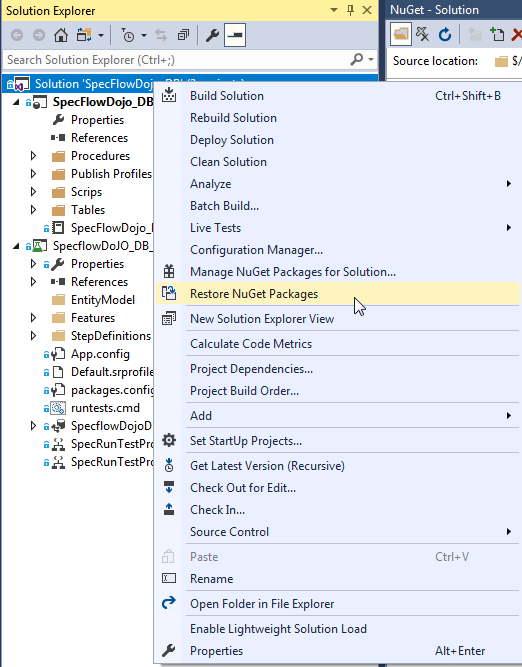 Solution Explorer
NuGet - Solution
Search Solution Explorer (Ctrl+;)
Source location: $/
Solution 'SpecFlowDojo_DB'
SpecFlowDojo_DB
Properties
References
Procedures
Publish Profiles
Scrips
Tables
SpecFlowDojo_
SpecflowDoJO_DB_
Properties
References
EntityModel
Features
StepDefinitions
App.config
Default.srprofile
packages.config
runtests.cmd
SpecflowDojoD
SpecRunTestPr
SpecRunTestPr
Build Solution Ctrl+Shift+B
Rebuild Solution
Deploy Solution
Clean Solution
Analyze
Batch Build...
Live Tests
Configuration Manager...
Manage NuGet Packages for Solution...
Restore NuGet Packages
New Solution Explorer View
Calculate Code Metrics
Project Dependencies...
Project Build Order...
Add
Set StartUp Projects...
Get Latest Version (Recursive)
Check Out for Edit...
Check In...
Source Control
Paste Ctrl+V
Rename
Open Folder in File Explorer
Enable Lightweight Solution Load
Properties Alt+Enter